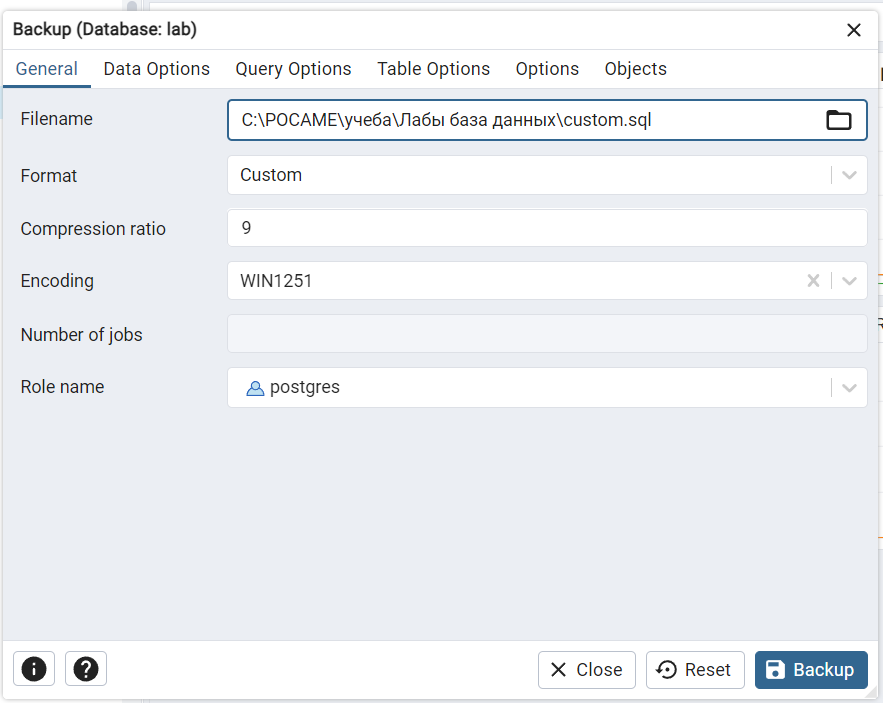 Backup (Database: lab)
General Data Options Query Options Table Options Options Objects
Filename C:\POCAME\учеба\Лабы база данных\custom.sql
Format Custom
Compression ratio 9
Encoding WIN1251
Number of jobs
Role name postgres
Close Reset Backup